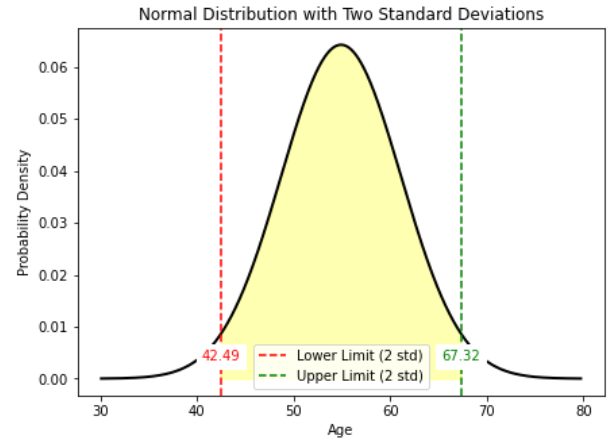 Normal Distribution with Two Standard Deviations
Probability Density
0.06
0.05
0.04
0.03
0.02
0.01
0.00
42.49
67.32
Lower Limit (2 std)
Upper Limit (2 std)
30 40 50 60 70 80
Age